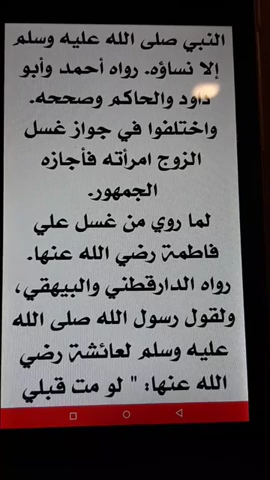 النبي صلى الله عليه وسلم
إلا نساؤه. رواه أحمد وأبو
داود والحاكم وصححه.
واختلفوا في جواز غسل
الزوج امرأته فأجازه
الجمهور.
لما روي من غسل علي
فاطمة رضي الله عنها.
رواه الدارقطني والبيهقي،
ولقول رسول الله صلى الله
عليه وسلم لعائشة رضي
الله عنها: " لو مت قبلي